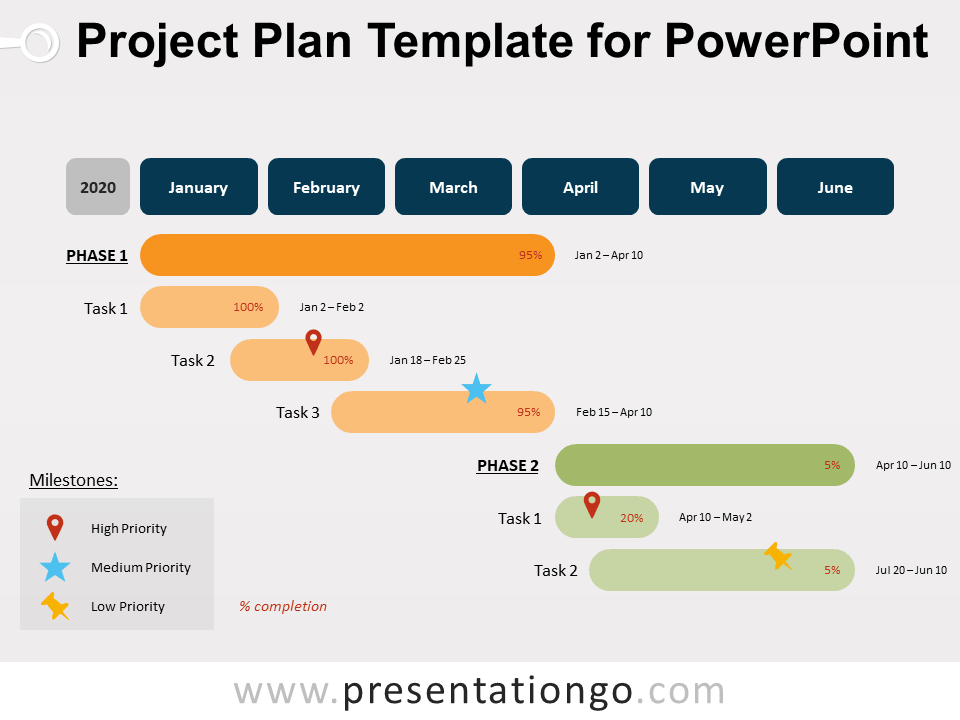 Project Plan Template for PowerPoint
2020 January February March April May June
PHASE 1 95% Jan 2 – Apr 10
Task 1 100% Jan 2 – Feb 2
Task 2 100% Jan 18 – Feb 25
Task 3 95% Feb 15 – Apr 10
PHASE 2 5% Apr 10 – Jun 10
Task 1 20% Apr 10 – May 2
Task 2 5% Jul 20 – Jun 10
Milestones:
High Priority
Medium Priority
Low Priority
% completion
www.presentationgo.com